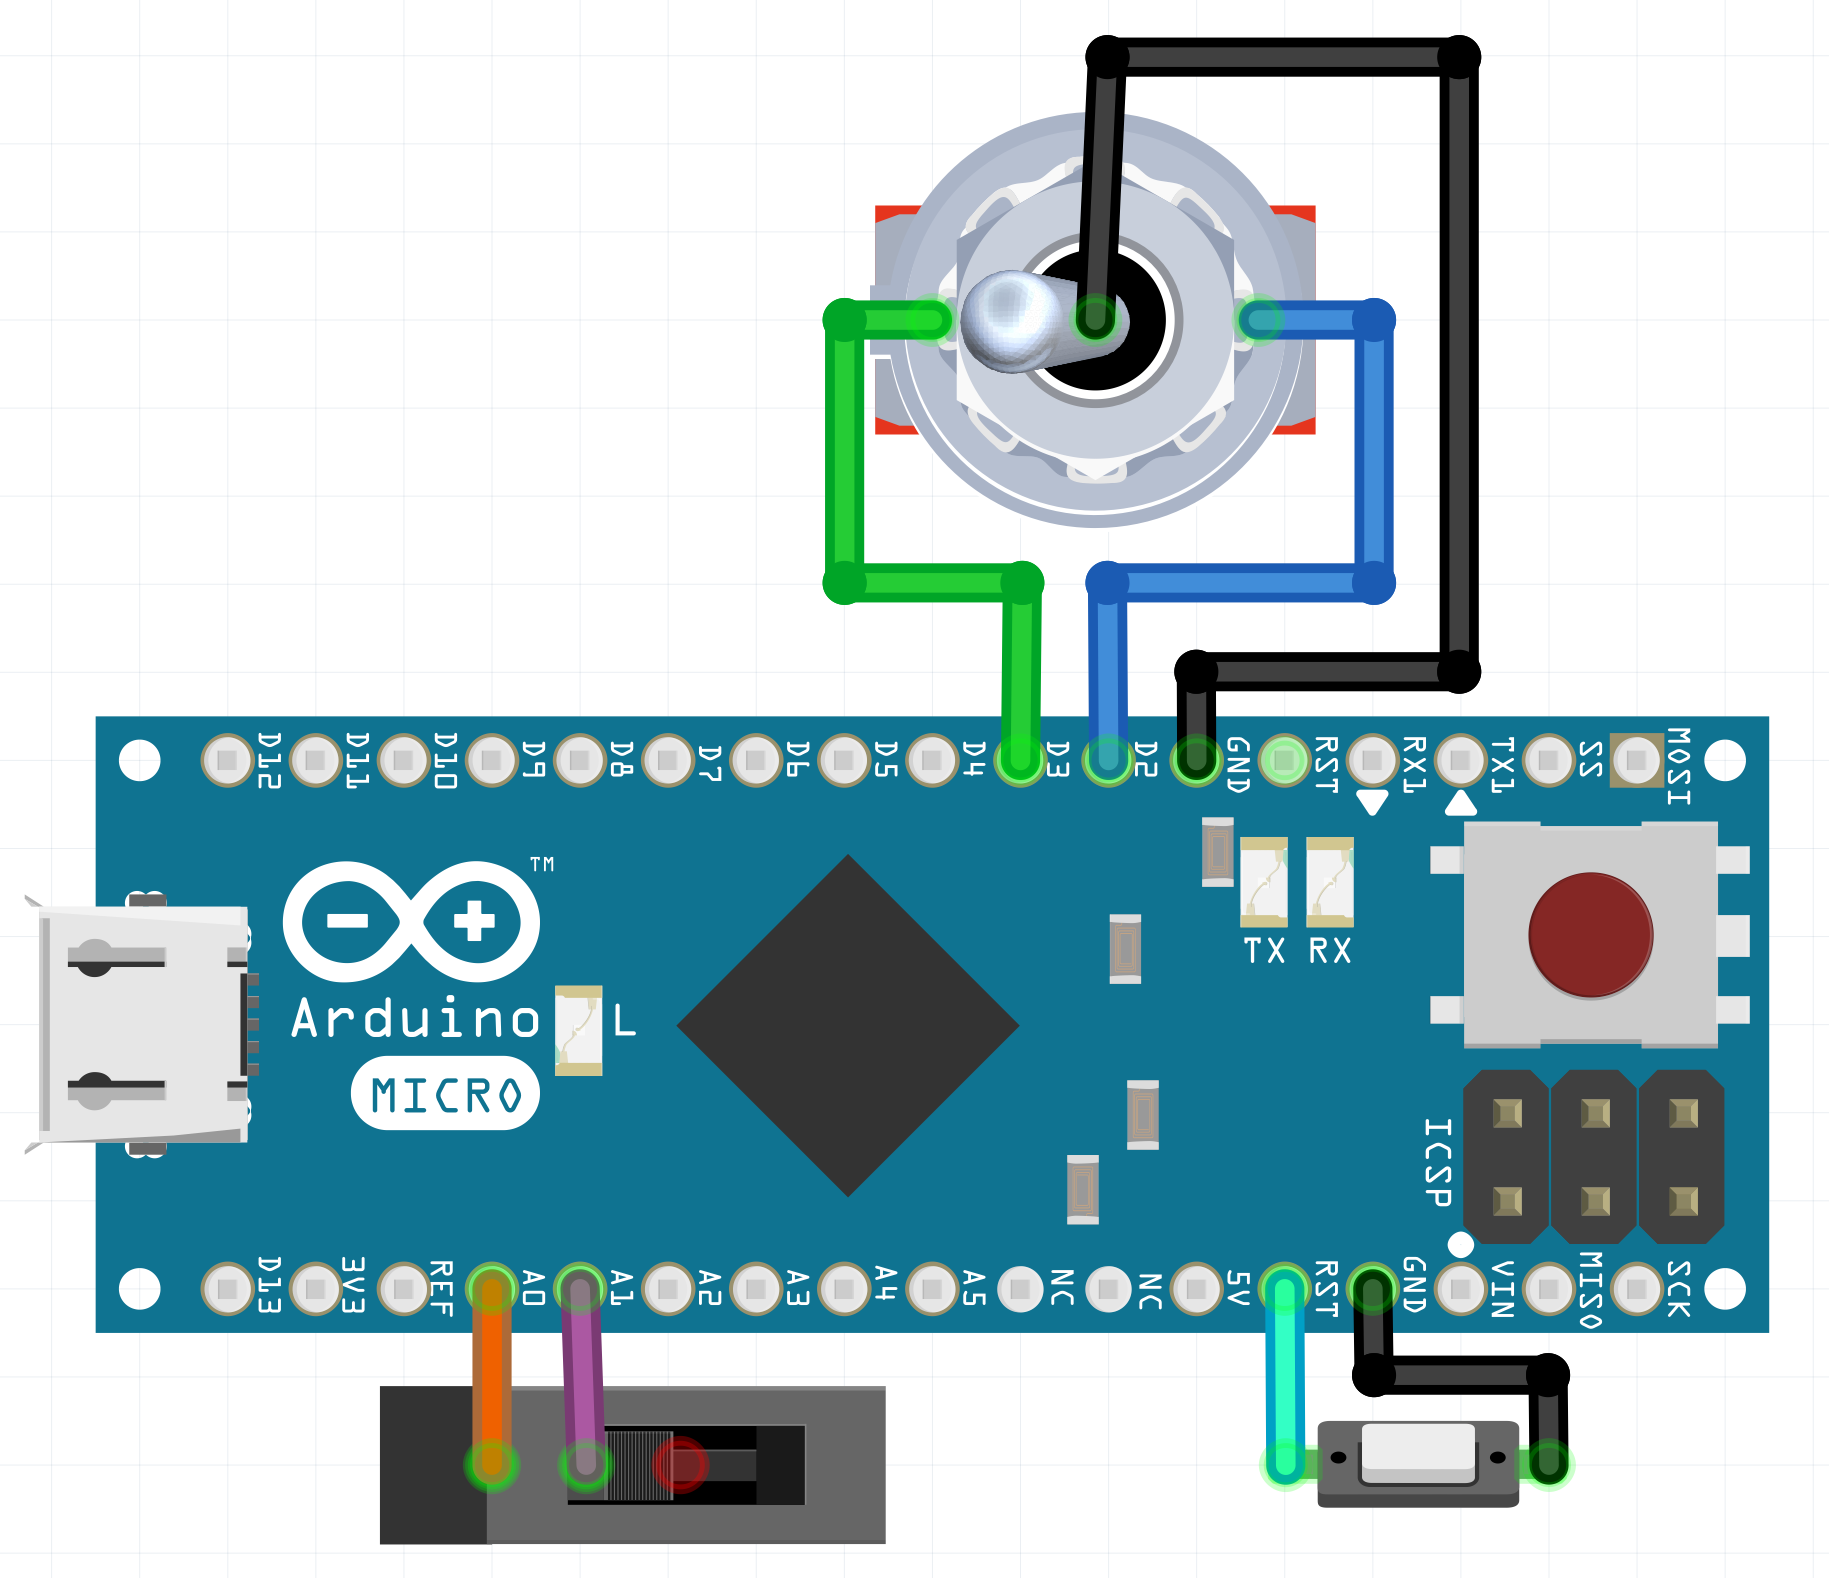 D12
D11
D10
D9
D8
D7
D6
D5
D4
D3
D2
GND
RST
RX1
TX1
SS
MOSI
TM
TX RX
Arduino
L
MICRO
ICSP
D13
3V3
REF
A0
A1
A2
A3
A4
A5
NC
NC
5V
RST
GND
VIN
MISO
SCK